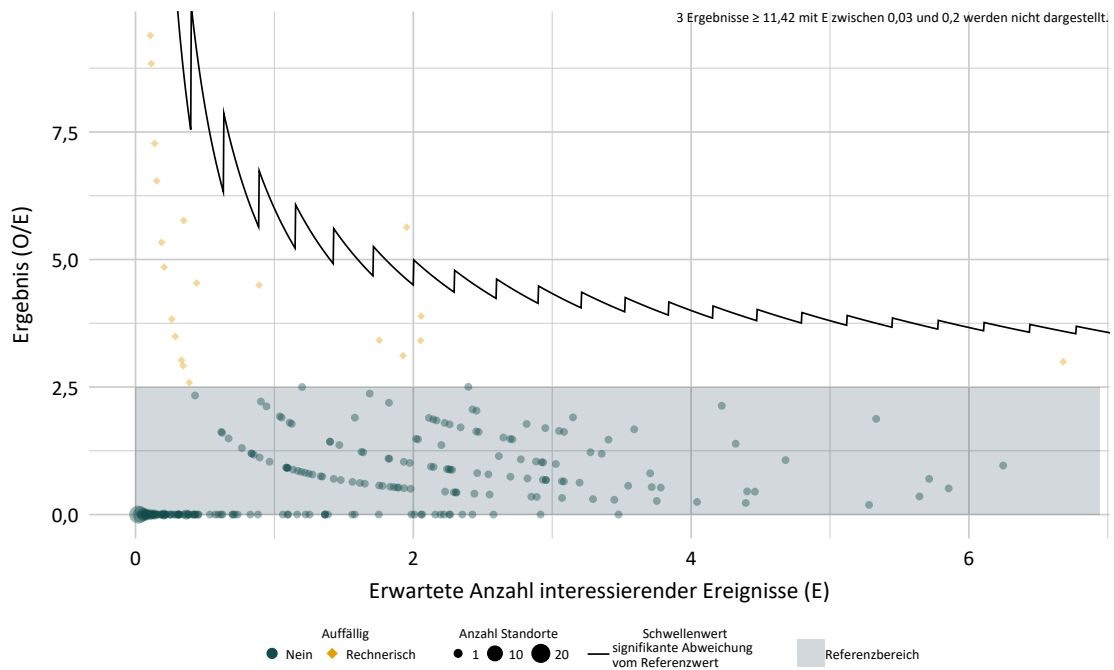 3 Ergebnisse ≥ 11,42 mit E zwischen 0,03 und 0,2 werden nicht dargestellt.
7,5
5,0
2,5
0,0
Ergebnis (O/E)
0 2 4 6
Erwartete Anzahl interessierender Ereignisse (E)
Auffällig
Nein Rechnerisch
Anzahl Standorte
1 10 20
Schwellenwert
signifikante Abweichung
vom Referenzwert
Referenzbereich